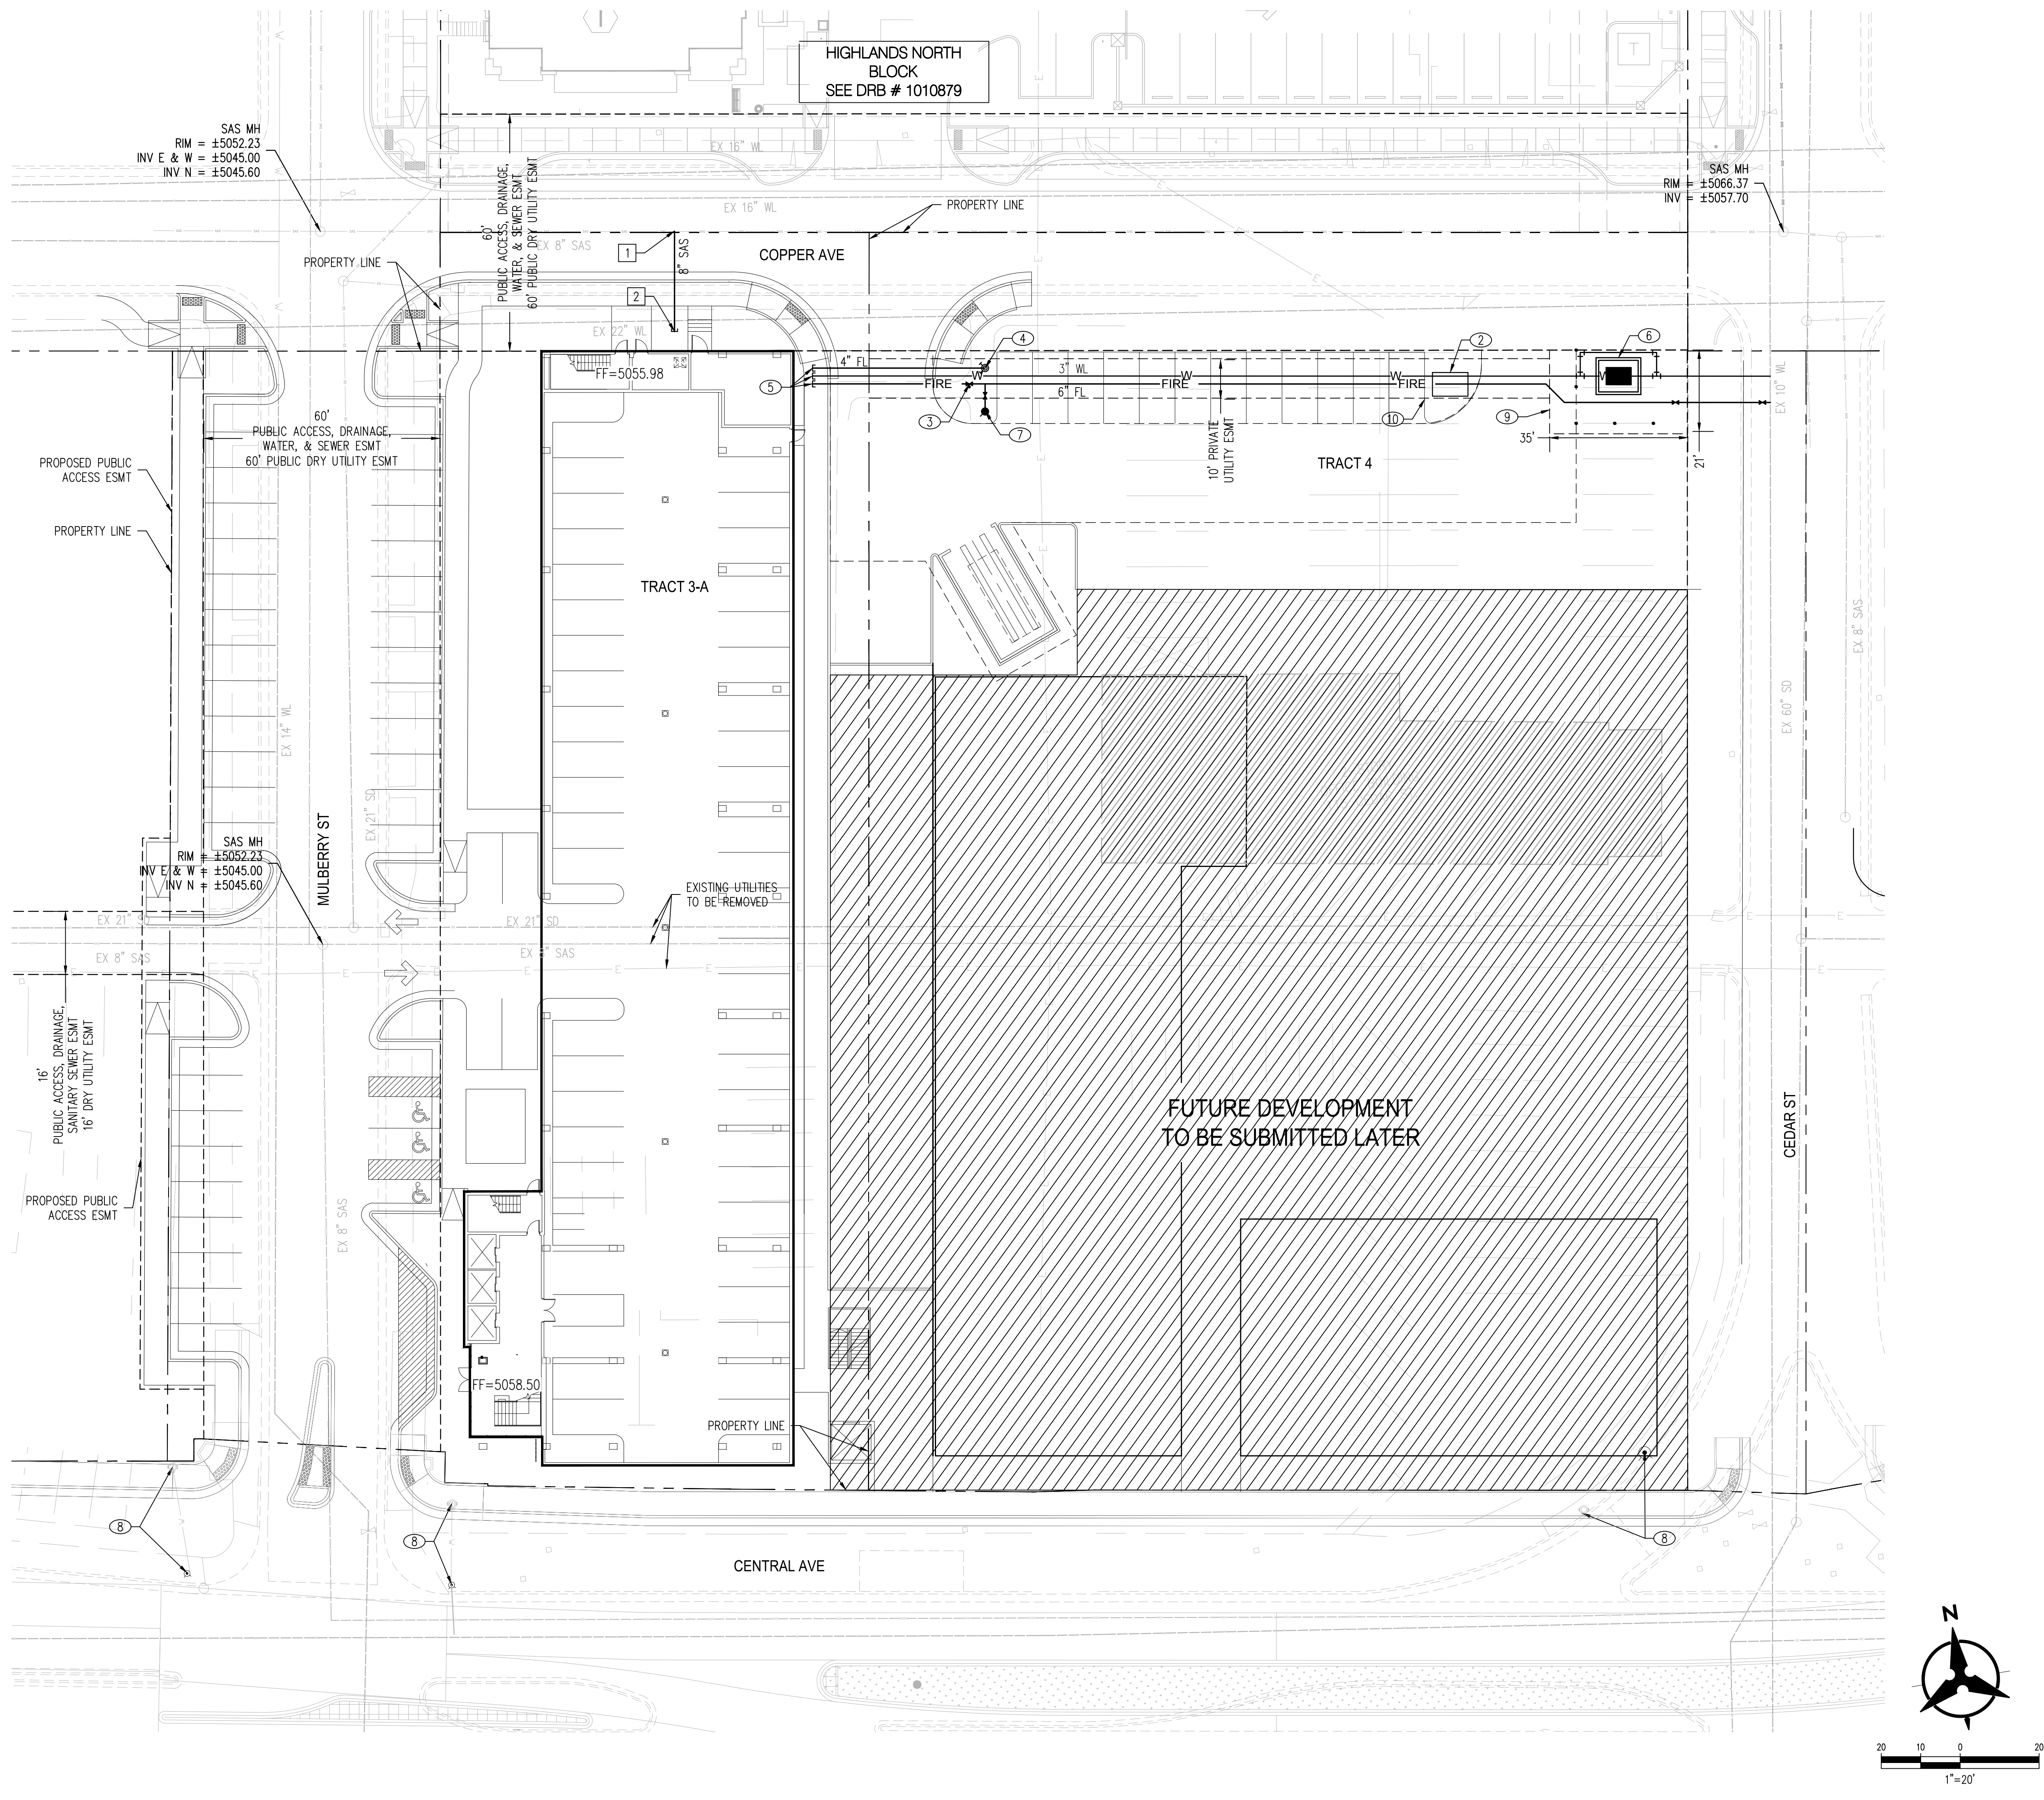 HIGHLANDS NORTH
BLOCK
SEE DRB # 1010879
SAS MH
RIM = ±5052.23
INV E & W = ±5045.00
INV N = ±5045.60
EX 16" WL
SAS MH
RIM = ±5066.37
INV = ±5057.70
60'
PUBLIC ACCESS, DRAINAGE,
WATER, & SEWER ESMT
60' PUBLIC DRY UTILITY ESMT
EX 16" WL
PROPERTY LINE
EX 8" SAS
1
8" SAS
COPPER AVE
PROPERTY LINE
2
EX 22" WL
4
2
6
FF=5055.98
4" FL
W
3" WL
W
W
W
5
FIRE
FIRE
FIRE
6" FL
EX 10" WL
3
7
10
9
60'
PUBLIC ACCESS, DRAINAGE,
WATER, & SEWER ESMT
60' PUBLIC DRY UTILITY ESMT
10' PRIVATE
UTILITY ESMT
35'
21'
TRACT 4
PROPOSED PUBLIC
ACCESS ESMT
PROPERTY LINE
TRACT 3-A
EX 8" SAS
EX 14" WL
EX 60" SD
EX 21" SD
MULBERRY ST
SAS MH
RIM = ±5052.23
INV E & W = ±5045.00
INV N = ±5045.60
EXISTING UTILITIES
TO BE REMOVED
EX 21" SD
EX 21" SD
EX 8" SAS
EX 8" SAS
E
E
E
E
E
E
16'
PUBLIC ACCESS, DRAINAGE,
SANITARY SEWER ESMT
16' DRY UTILITY ESMT
FUTURE DEVELOPMENT
TO BE SUBMITTED LATER
CEDAR ST
PROPOSED PUBLIC
ACCESS ESMT
EX 8" SAS
FF=5058.50
PROPERTY LINE
8
8
8
CENTRAL AVE
N
20 10 0 20
1"=20'